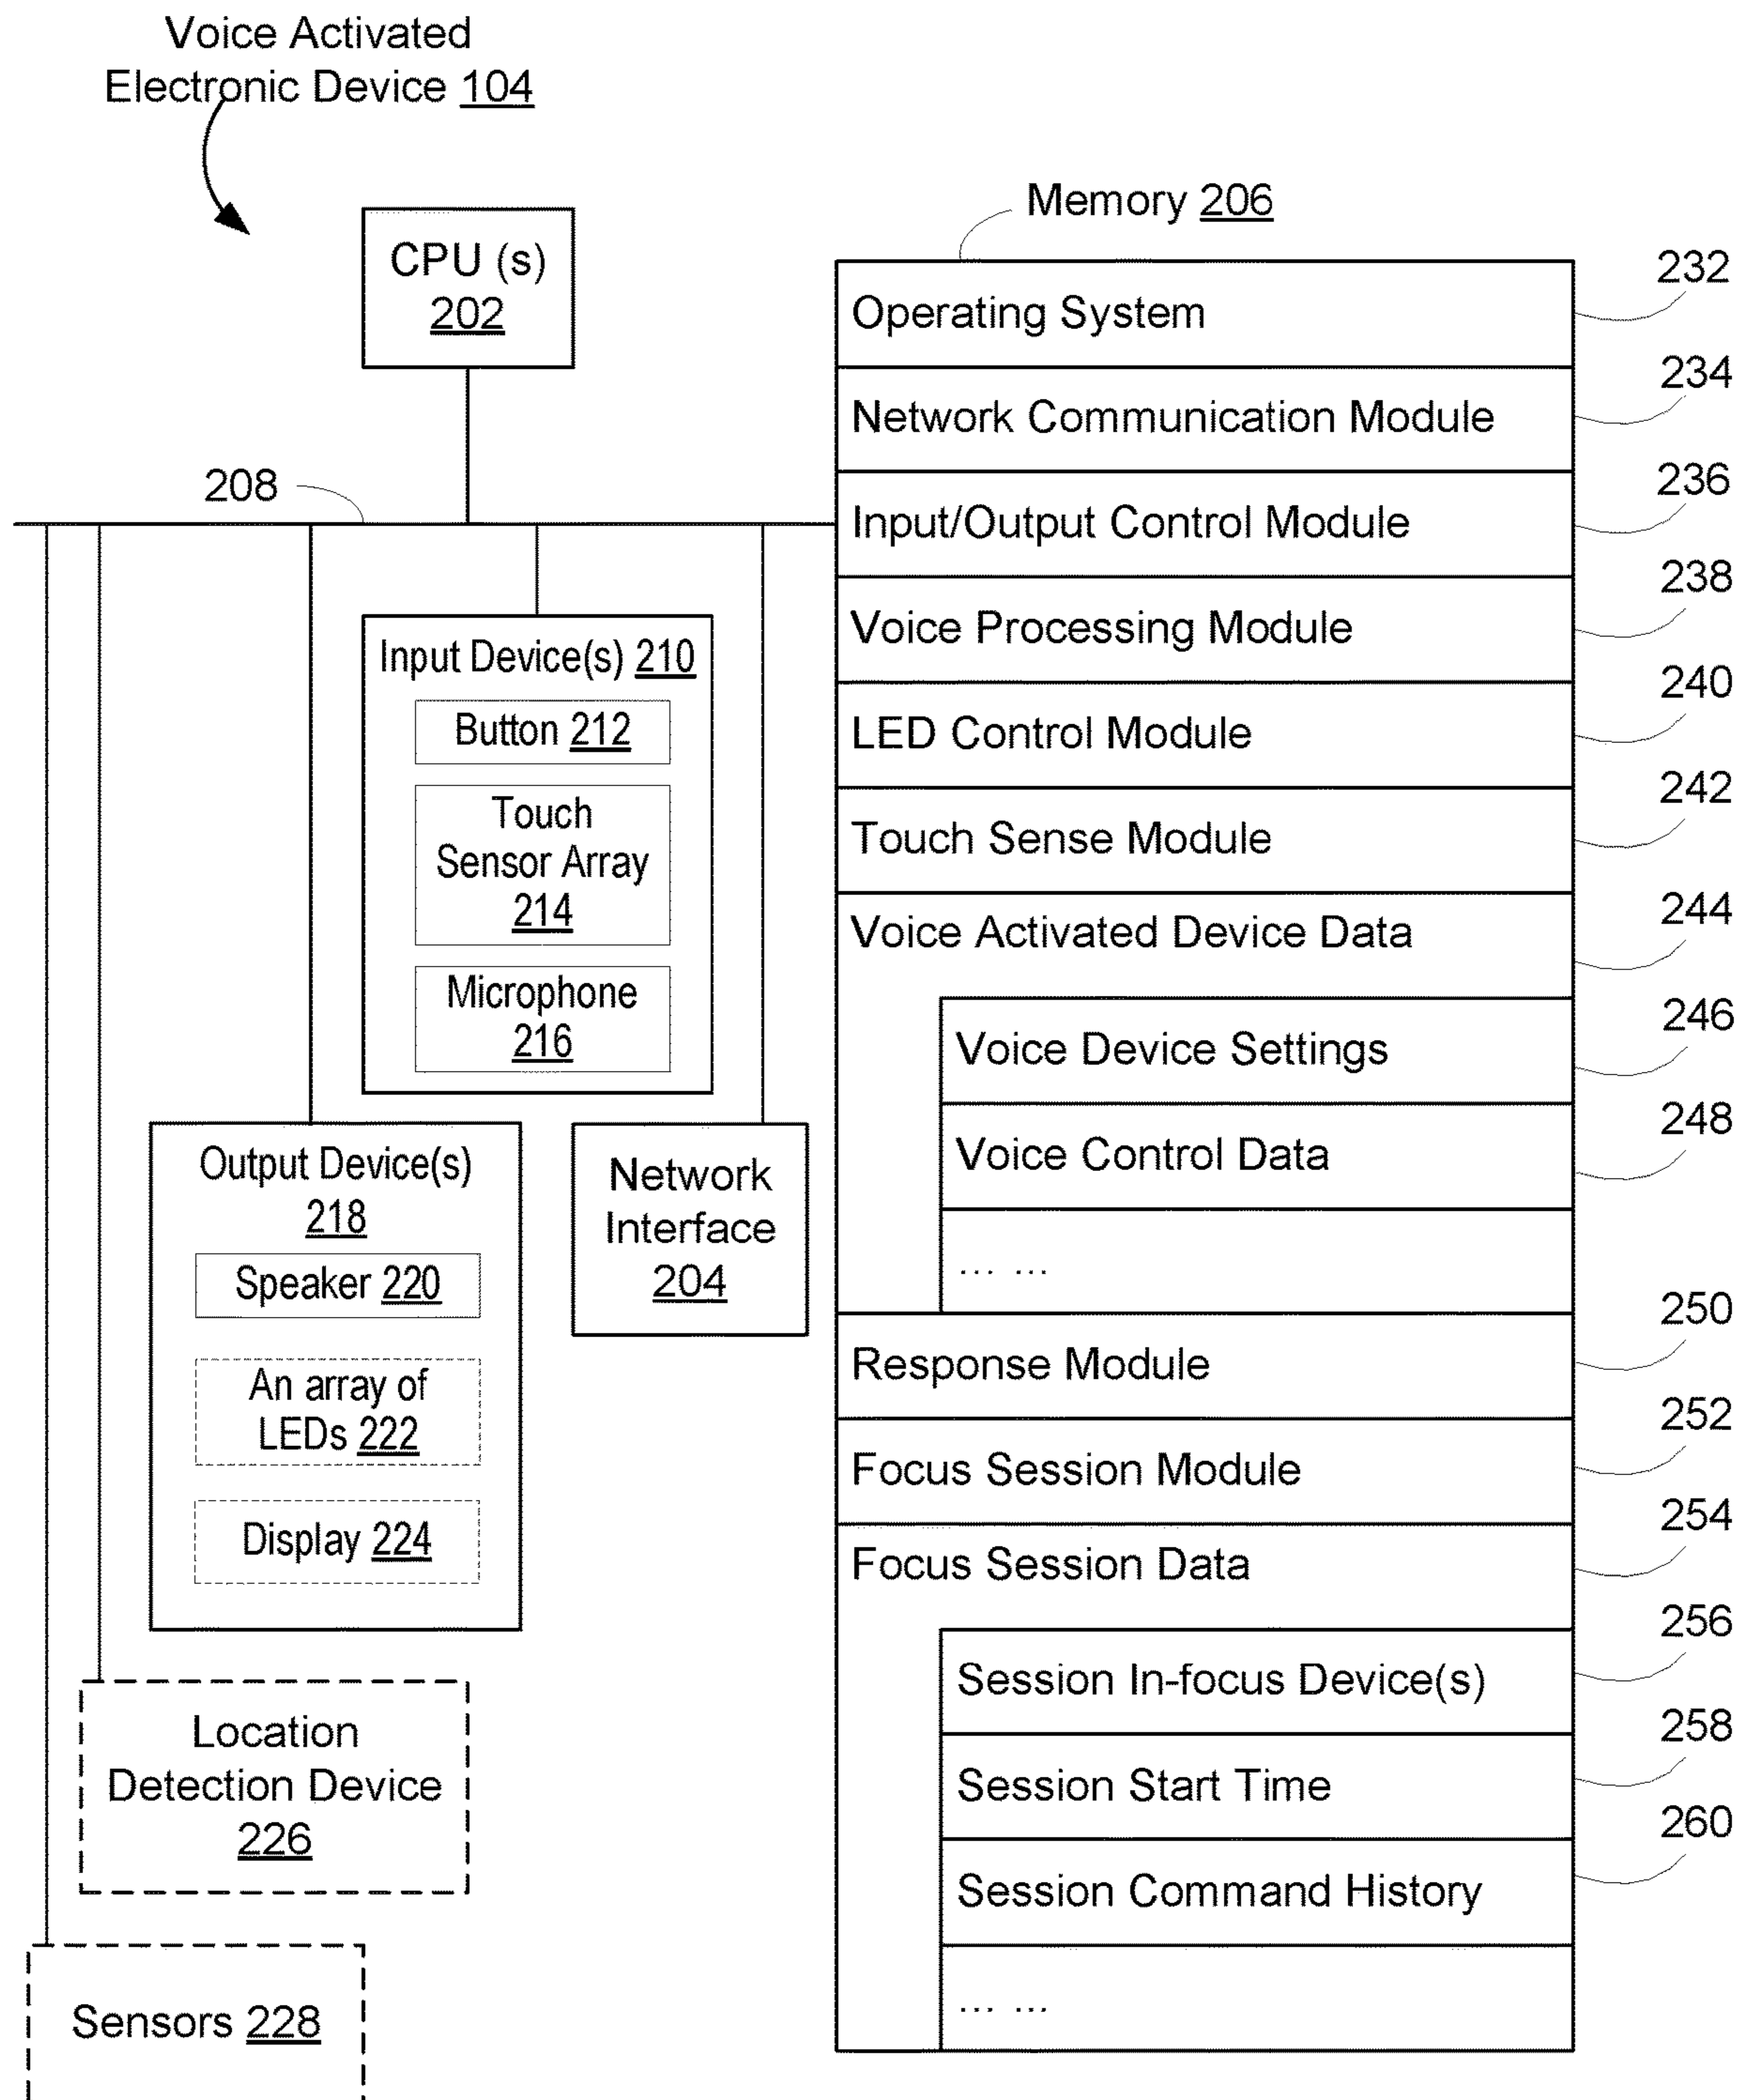 Voice Activated
Electronic Device 104
CPU (s)
202
208
Input Device(s) 210
Button 212
Touch
Sensor Array
214
Microphone
216
Output Device(s)
218
Speaker 220
An array of
LEDs 222
Display 224
Network
Interface
204
Location
Detection Device
226
Sensors 228
Memory 206
Operating System
232
Network Communication Module
234
Input/Output Control Module
236
Voice Processing Module
238
LED Control Module
240
Touch Sense Module
242
Voice Activated Device Data
244
Voice Device Settings
246
Voice Control Data
248
... ...
Response Module
250
Focus Session Module
252
Focus Session Data
254
Session In-focus Device(s)
256
Session Start Time
258
Session Command History
260
... ...